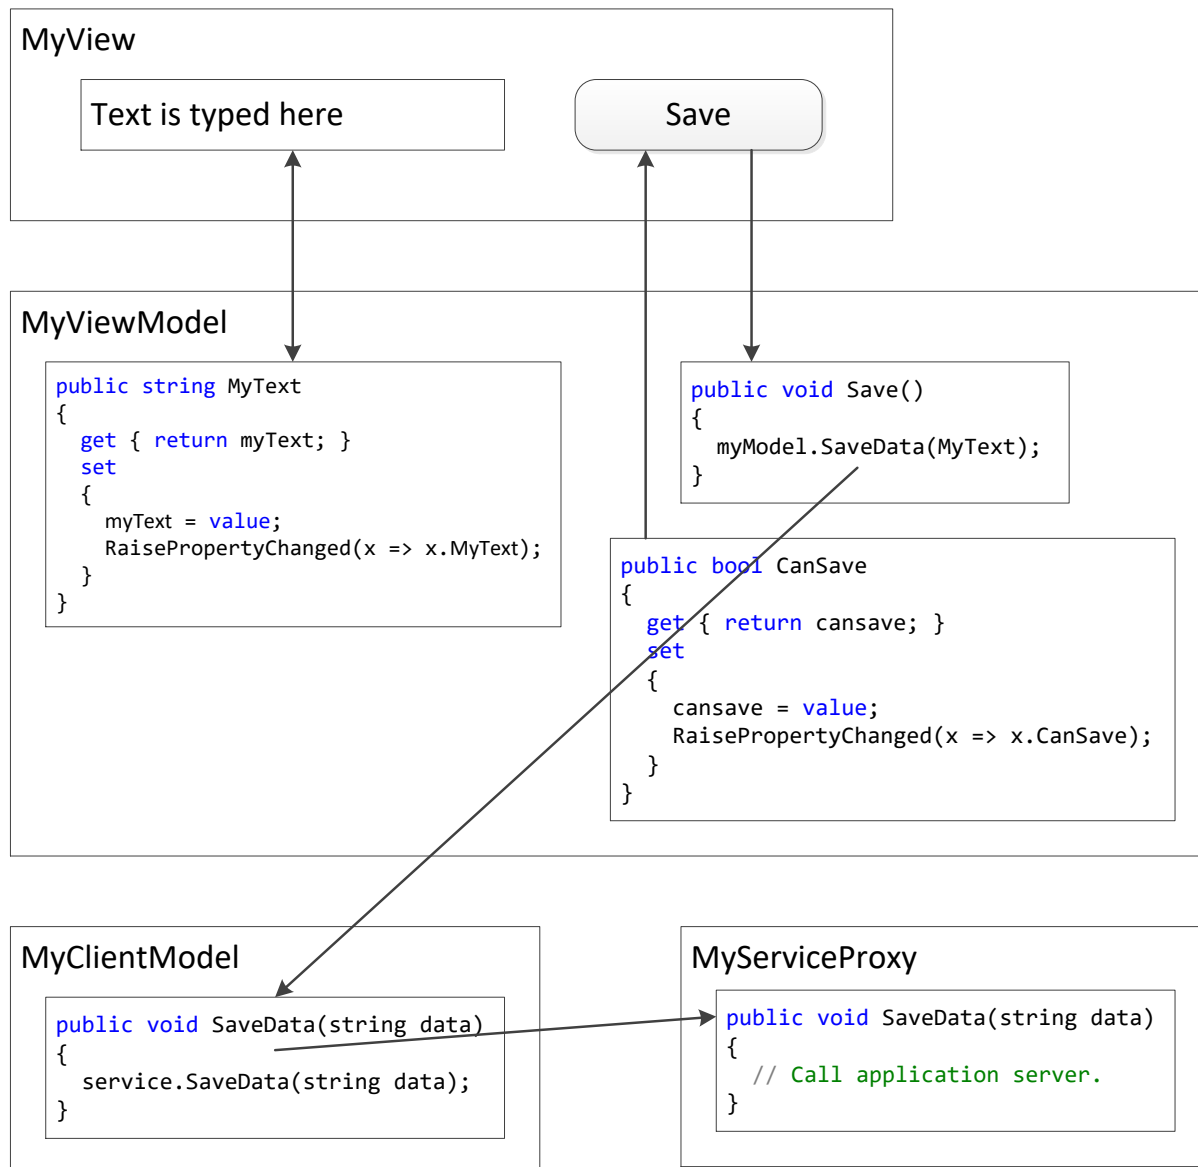 MyView
Text is typed here
Save
MyViewModel
public string MyText
{
  get { return myText; }
  set
  {
    myText = value;
    RaisePropertyChanged(x => x.MyText);
  }
}
public void Save()
{
  myModel.SaveData(MyText);
}
public bool CanSave
{
  get { return cansave; }
  set
  {
    cansave = value;
    RaisePropertyChanged(x => x.CanSave);
  }
}
MyClientModel
public void SaveData(string data)
{
  service.SaveData(string data);
}
MyServiceProxy
public void SaveData(string data)
{
  // Call application server.
}